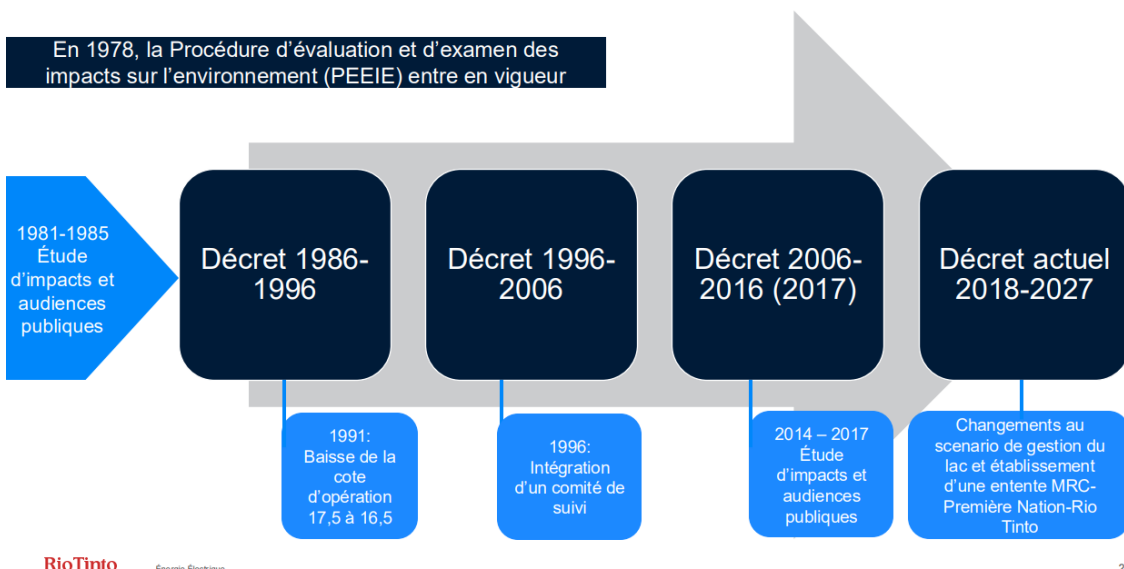 En 1978, la Procédure d'évaluation et d'examen des
impacts sur l'environnement (PEEIE) entre en vigueur
1981-1985
Étude
d'impacts et
audiences
publiques
Décret 1986-
1996
Décret 1996-
2006
Décret 2006-
2016 (2017)
Décret actuel
2018-2027
1991:
Baisse de la
cote
d'opération
17,5 à 16,5
1996:
Intégration
d'un comité de
suivi
2014 – 2017
Étude
d'impacts et
audiences
publiques
Changements au
scenario de gestion du
lac et établissement
d'une entente MRC-
Première Nation-Rio
Tinto
RioTinto
Énergie Électrique